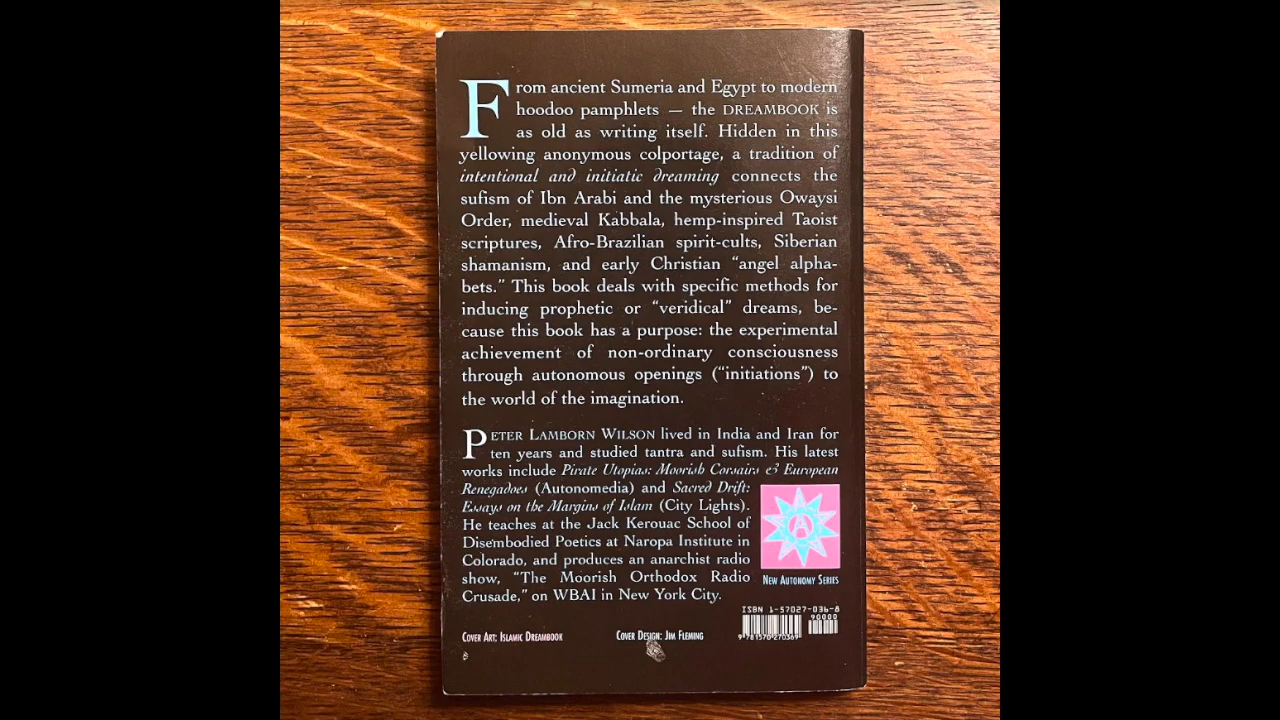 From ancient Sumeria and Egypt to modern
hoodoo pamphlets — the DREAMBOOK is
as old as writing itself. Hidden in this
yellowing anonymous colportage, a tradition of
intentional and initiatic dreaming connects the
sufism of Ibn Arabi and the mysterious Owaysi
Order, medieval Kabbala, hemp-inspired Taoist
scriptures, Afro-Brazilian spirit-cults, Siberian
shamanism, and early Christian “angel alpha-
bets.” This book deals with specific methods for
inducing prophetic or “veridical” dreams, be-
cause this book has a purpose: the experimental
achievement of non-ordinary consciousness
through autonomous openings (“initiations”) to
the world of the imagination.
PETER LAMBORN WILSON lived in India and Iran for
ten years and studied tantra and sufism. His latest
works include Pirate Utopias: Moorish Corsairs & European
Renegadoes (Autonomedia) and Sacred Drift:
Essays on the Margins of Islam (City Lights).
He teaches at the Jack Kerouac School of
Disembodied Poetics at Naropa Institute in
Colorado, and produces an anarchist radio
show, “The Moorish Orthodox Radio
Crusade,” on WBAI in New York City.
A
NEW AUTONOMY SERIES
ISBN 1-57027-036-8
90000
9 781570 270369
COVER ART: ISLAMIC DREAMBOOK
COVER DESIGN: JIM FLEMING